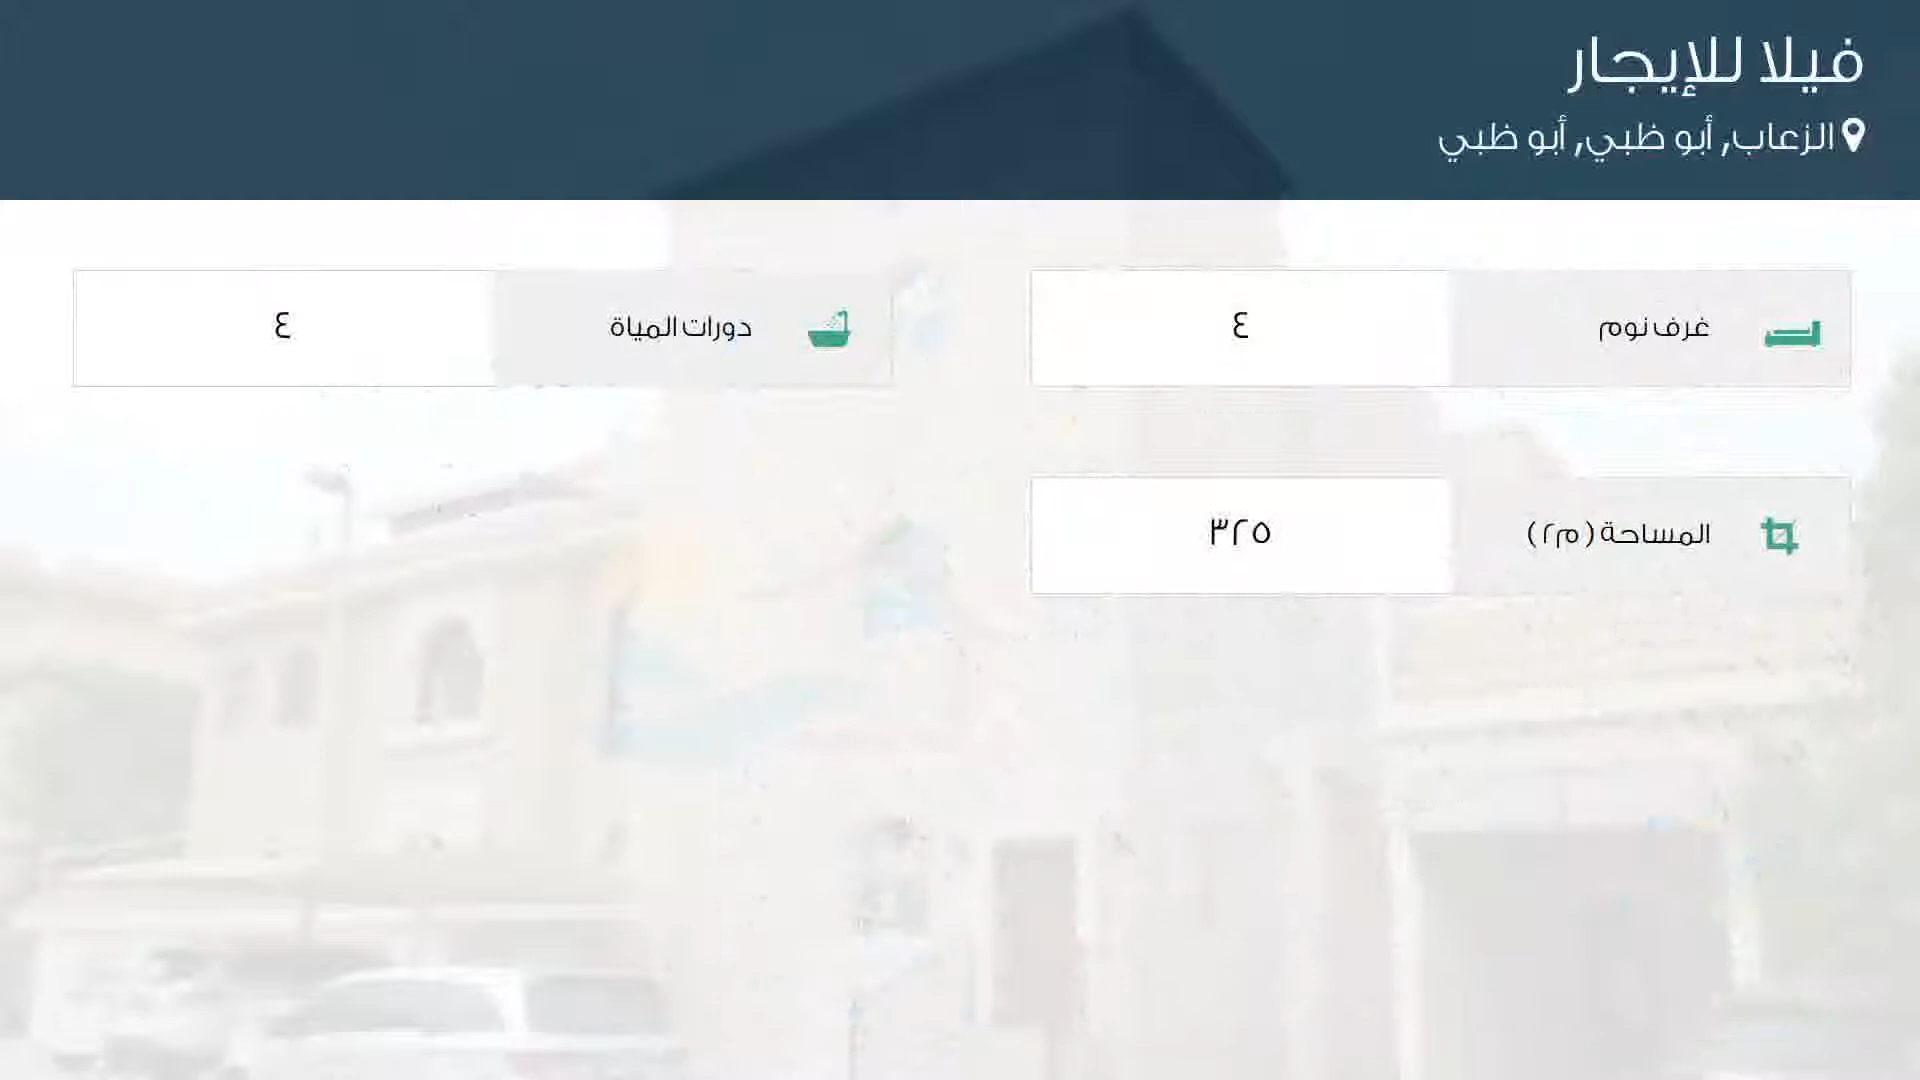 فيلا للإيجار
الزعاب, أبو ظبي, أبو ظبي
غرف نوم
٤
دورات المياة
٤
المساحة (م٢)
٣٢٥